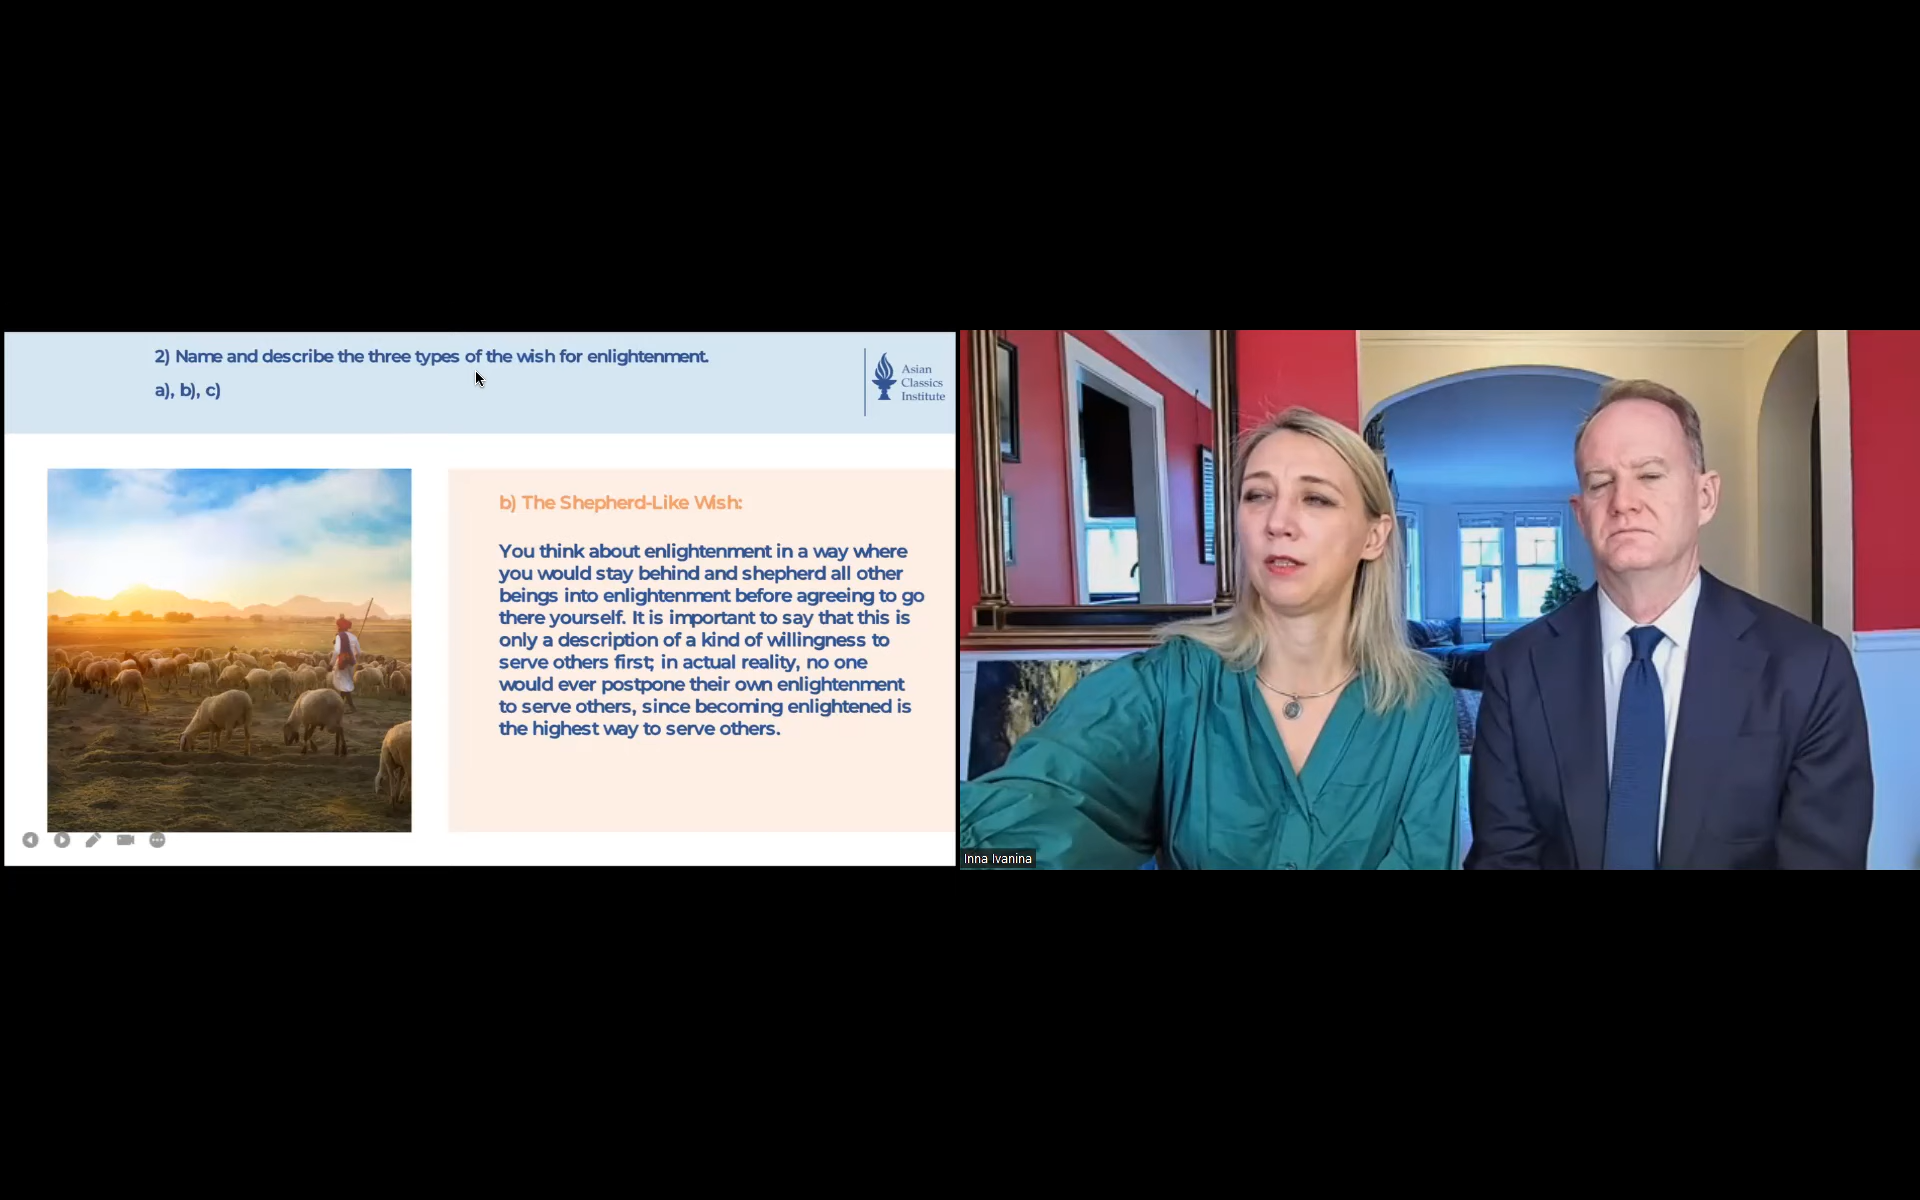 2) Name and describe the three types of the wish for enlightenment.
a), b), c)
Asian
Classics
Institute
b) The Shepherd-Like Wish:
You think about enlightenment in a way where
you would stay behind and shepherd all other
beings into enlightenment before agreeing to go
there yourself. It is important to say that this is
only a description of a kind of willingness to
serve others first; in actual reality, no one
would ever postpone their own enlightenment
to serve others, since becoming enlightened is
the highest way to serve others.
Inna Ivanina